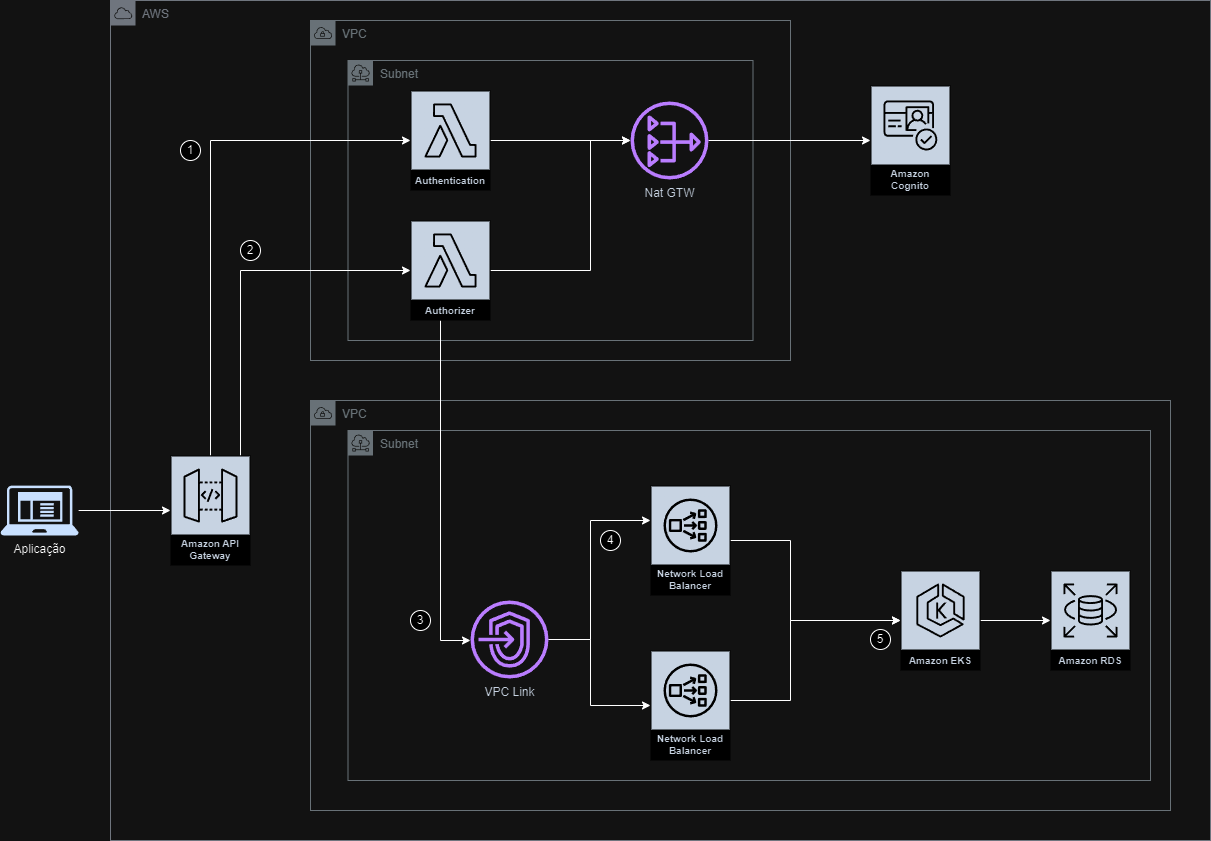 AWS
VPC
Subnet
Authentication
Nat GTW
Amazon
Cognito
1
2
Authorizer
VPC
Subnet
Aplicação
</>
Amazon API
Gateway
4
Network Load
Balancer
3
VPC Link
5
K
Amazon EKS
Amazon RDS
Network Load
Balancer